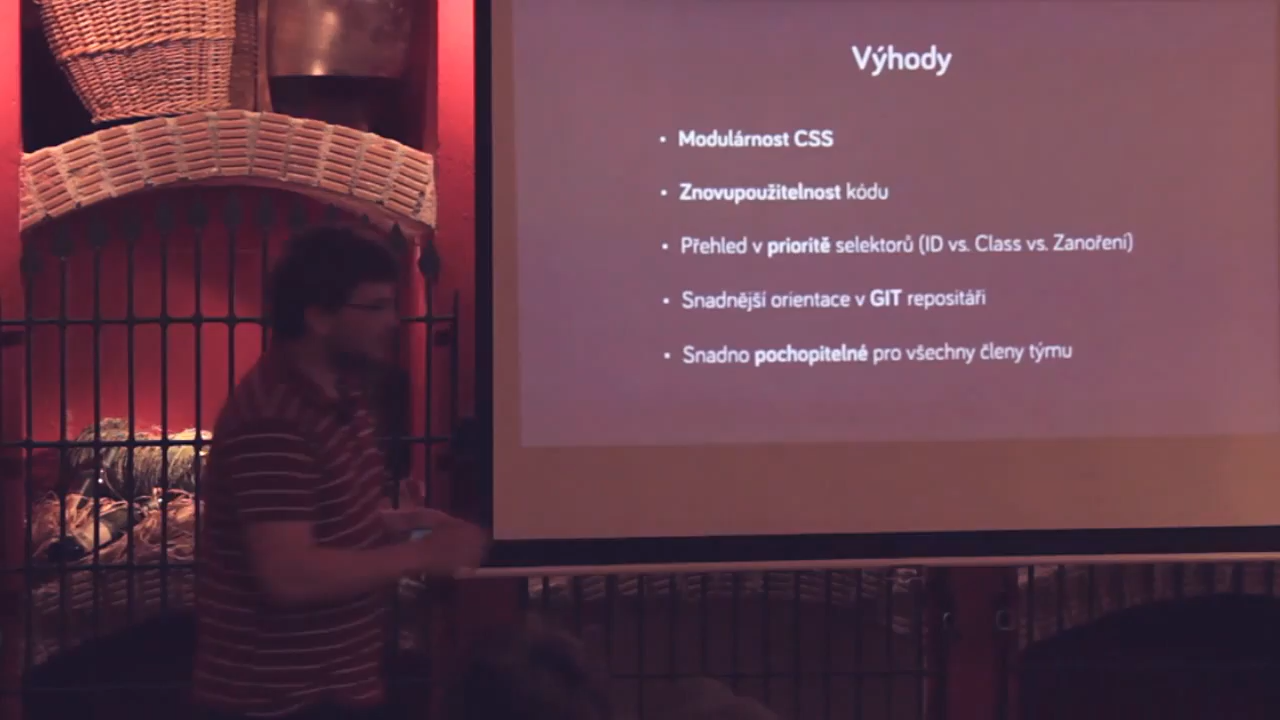 Výhody
• Modulárnost CSS
• Znovupoužitelnost kódu
• Přehled v prioritě selektorů (ID vs. Class vs. Zanoření)
• Snadnější orientace v GIT repositáři
• Snadno pochopitelné pro všechny členy týmu